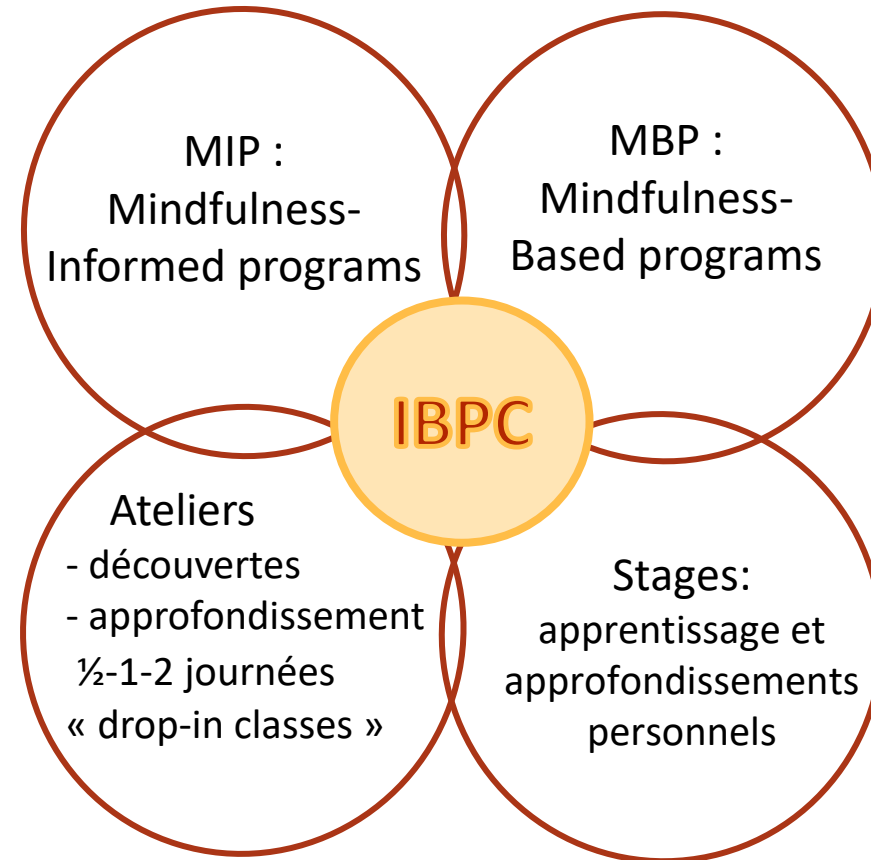 MIP :
Mindfulness-
Informed programs
MBP :
Mindfulness-
Based programs
IBPC
Ateliers
- découvertes
- approfondissement
½-1-2 journées
« drop-in classes »
Stages:
apprentissage et
approfondissements
personnels